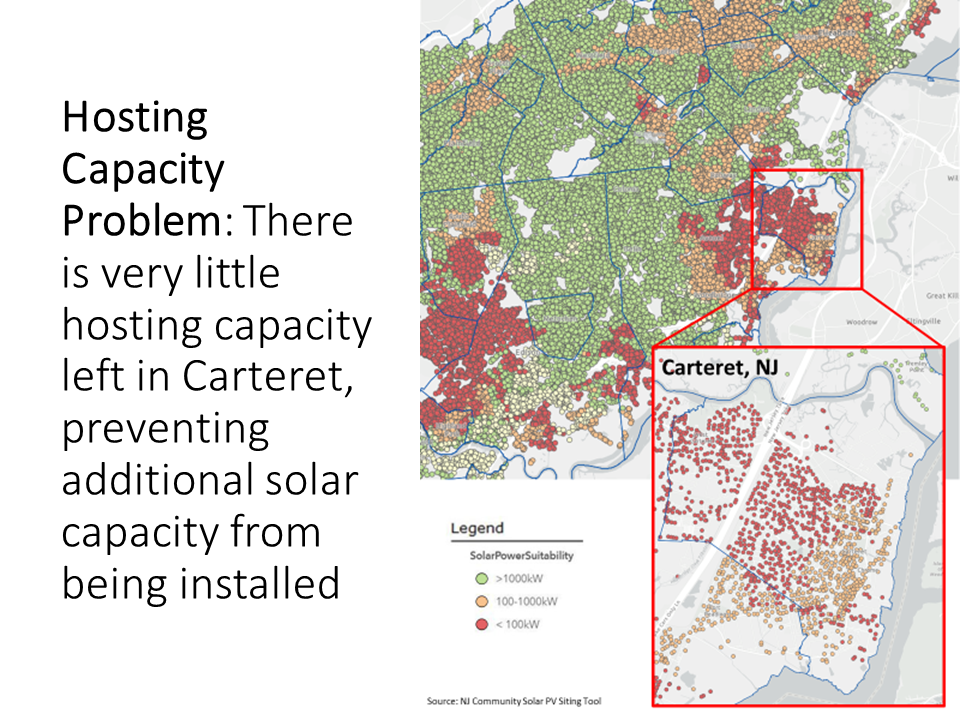 Hosting
Capacity
Problem: There
is very little
hosting capacity
left in Carteret,
preventing
additional solar
capacity from
being installed
Great Kill
Woodrow
Eltingville
Carteret, NJ
Legend
SolarPowerSuitability
>1000kW
100-1000kW
< 100kW
Source: NJ Community Solar PV Siting Tool